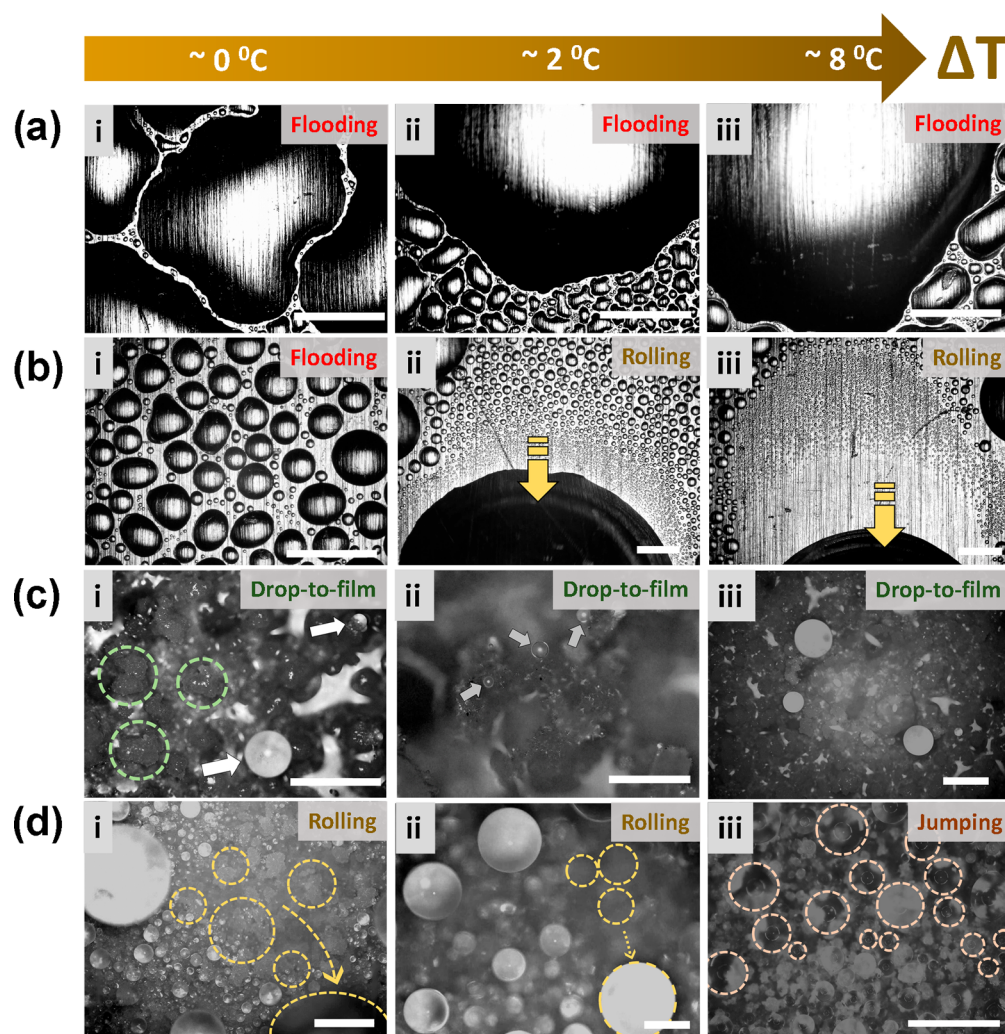 ~ 0 ⁰C ~ 2 ⁰C ~ 8 ⁰C ΔT
(a) i Flooding ii Flooding iii Flooding
(b) i Flooding ii Rolling iii Rolling
(c) i Drop-to-film ii Drop-to-film iii Drop-to-film
(d) i Rolling ii Rolling iii Jumping